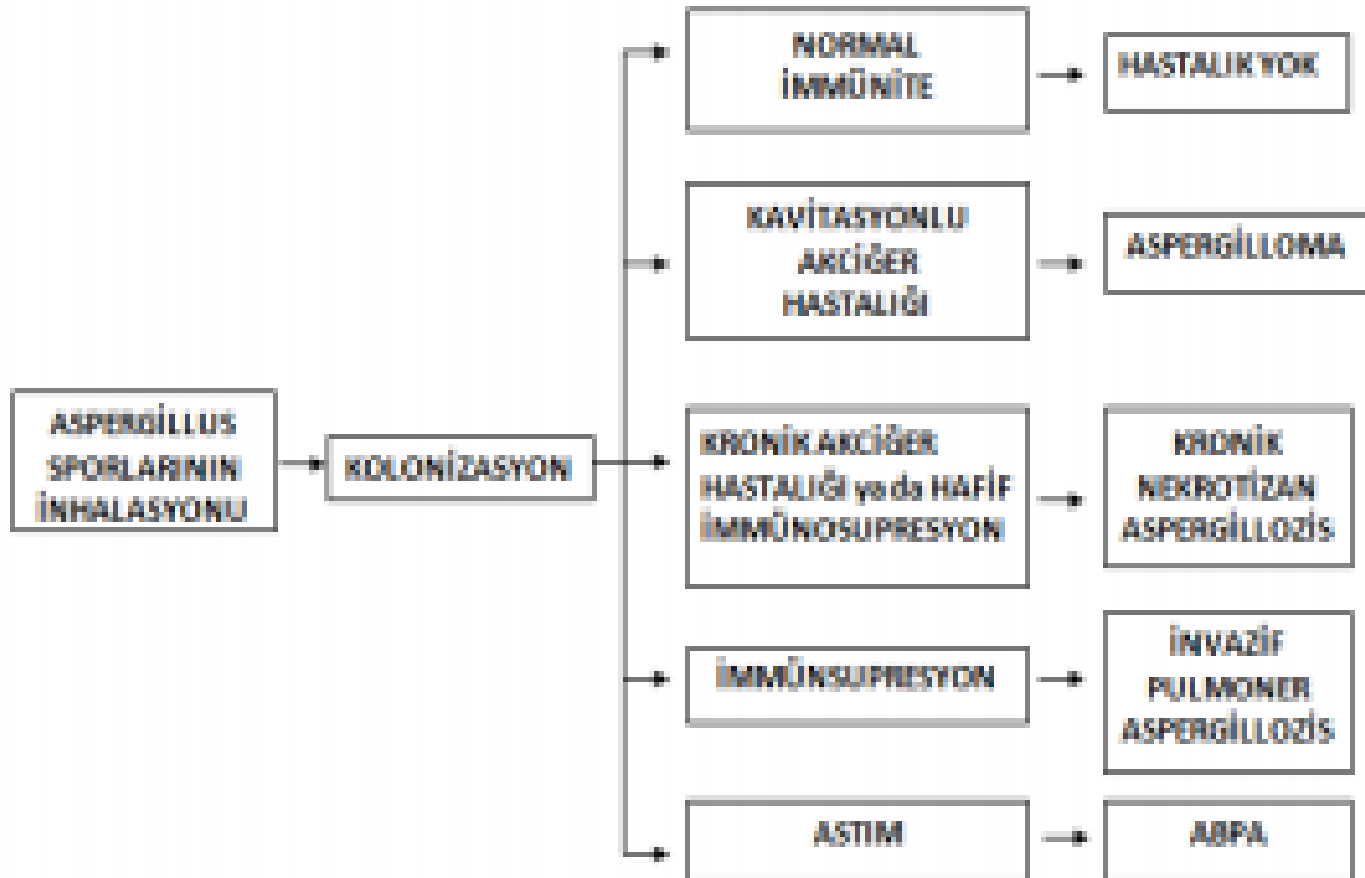 ASPERGİLLUS
SPORLARININ
İNHALASYONU
KOLONİZASYON
NORMAL
İMMÜNİTE
HASTALIK YOK
KAVİTASYONLU
AKCİĞER
HASTALIĞI
ASPERGİLLOMA
KRONİK AKCİĞER
HASTALIĞI ya da HAFİF
İMMÜNOSUPRESYON
KRONİK
NEKROTİZAN
ASPERGİLLOZİS
İMMÜNSUPRESYON
İNVAZİF
PULMONER
ASPERGİLLOZİS
ASTIM
ABPA